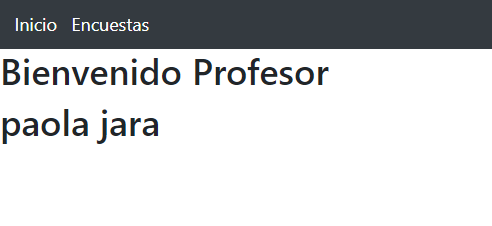 Inicio Encuestas
Bienvenido Profesor
paola jara